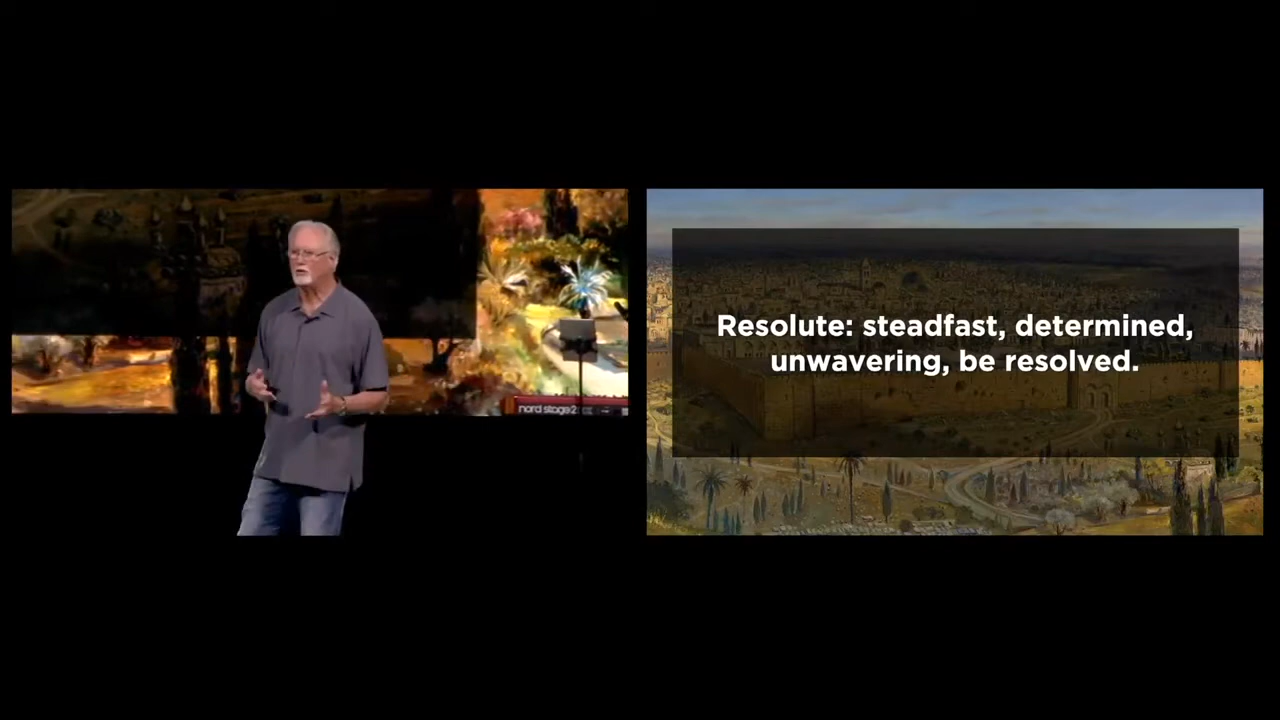 nord stage 2
Resolute: steadfast, determined,
unwavering, be resolved.